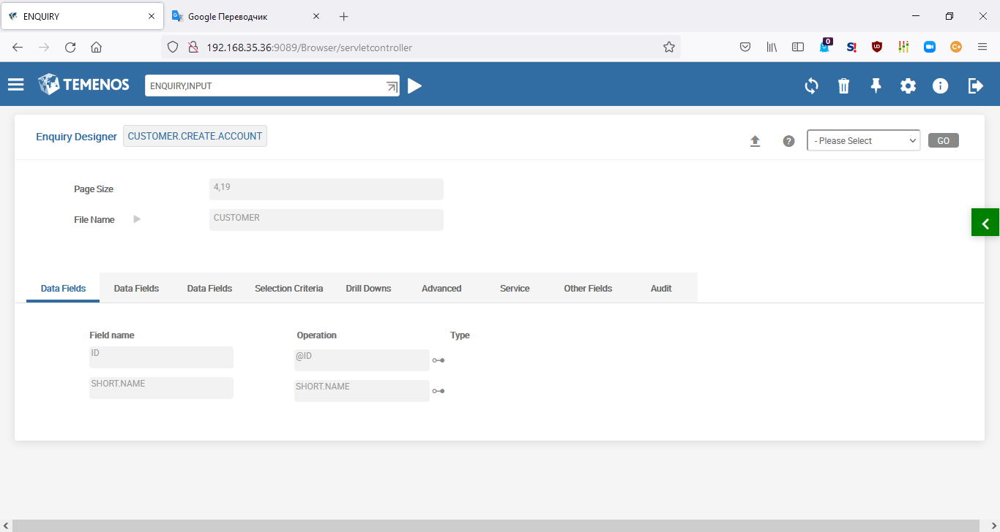 ENQUIRY
Google Переводчик
192.168.35.36:9089/Browser/servletcontroller
0
S!
UD
C+
TEMENOS
ENQUIRY,INPUT
Enquiry Designer
CUSTOMER.CREATE.ACCOUNT
?
- Please Select
GO
Page Size
4,19
File Name
CUSTOMER
Data Fields
Data Fields
Data Fields
Selection Criteria
Drill Downs
Advanced
Service
Other Fields
Audit
Field name
Operation
Type
ID
@ID
SHORT.NAME
SHORT.NAME